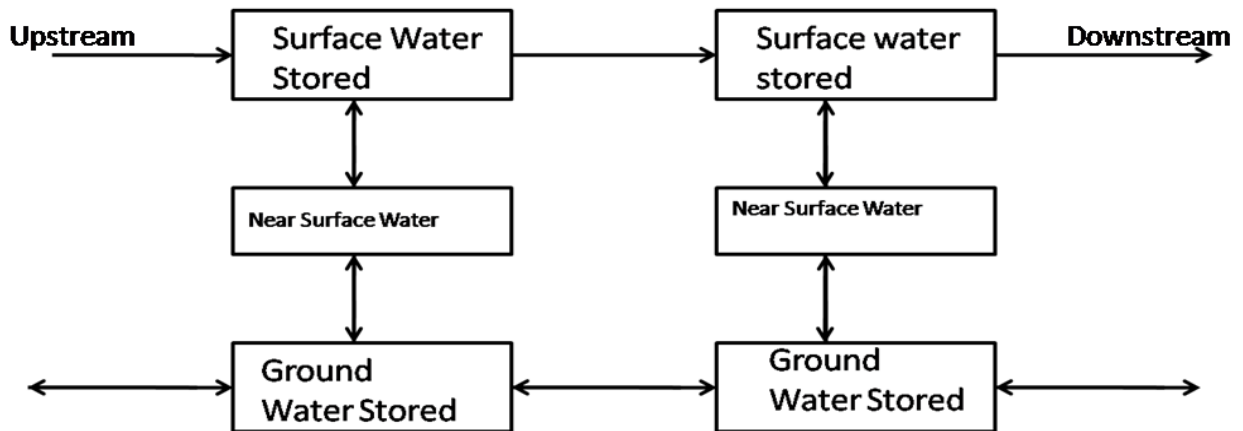 Upstream
Surface Water
Stored
Surface water
stored
Downstream
Near Surface Water
Near Surface Water
Ground
Water Stored
Ground
Water Stored